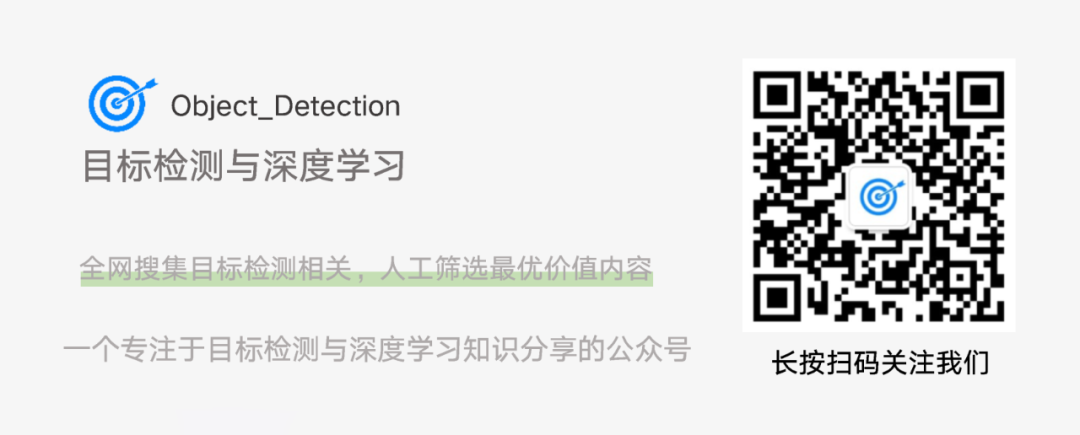 Object_Detection
目标检测与深度学习
全网搜集目标检测相关，人工筛选最优价值内容
一个专注于目标检测与深度学习知识分享的公众号
长按扫码关注我们